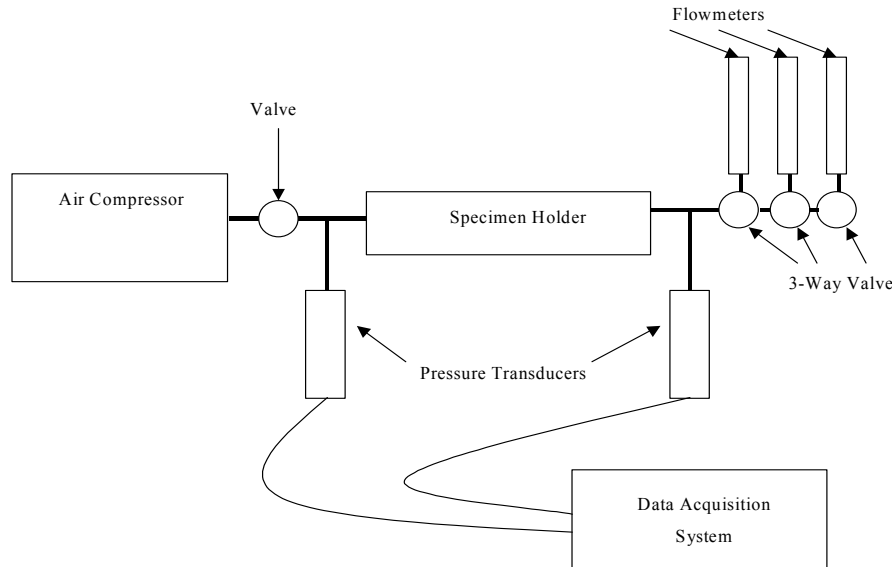 Flowmeters
Valve
Air Compressor
Specimen Holder
3-Way Valve
Pressure Transducers
Data Acquisition
System